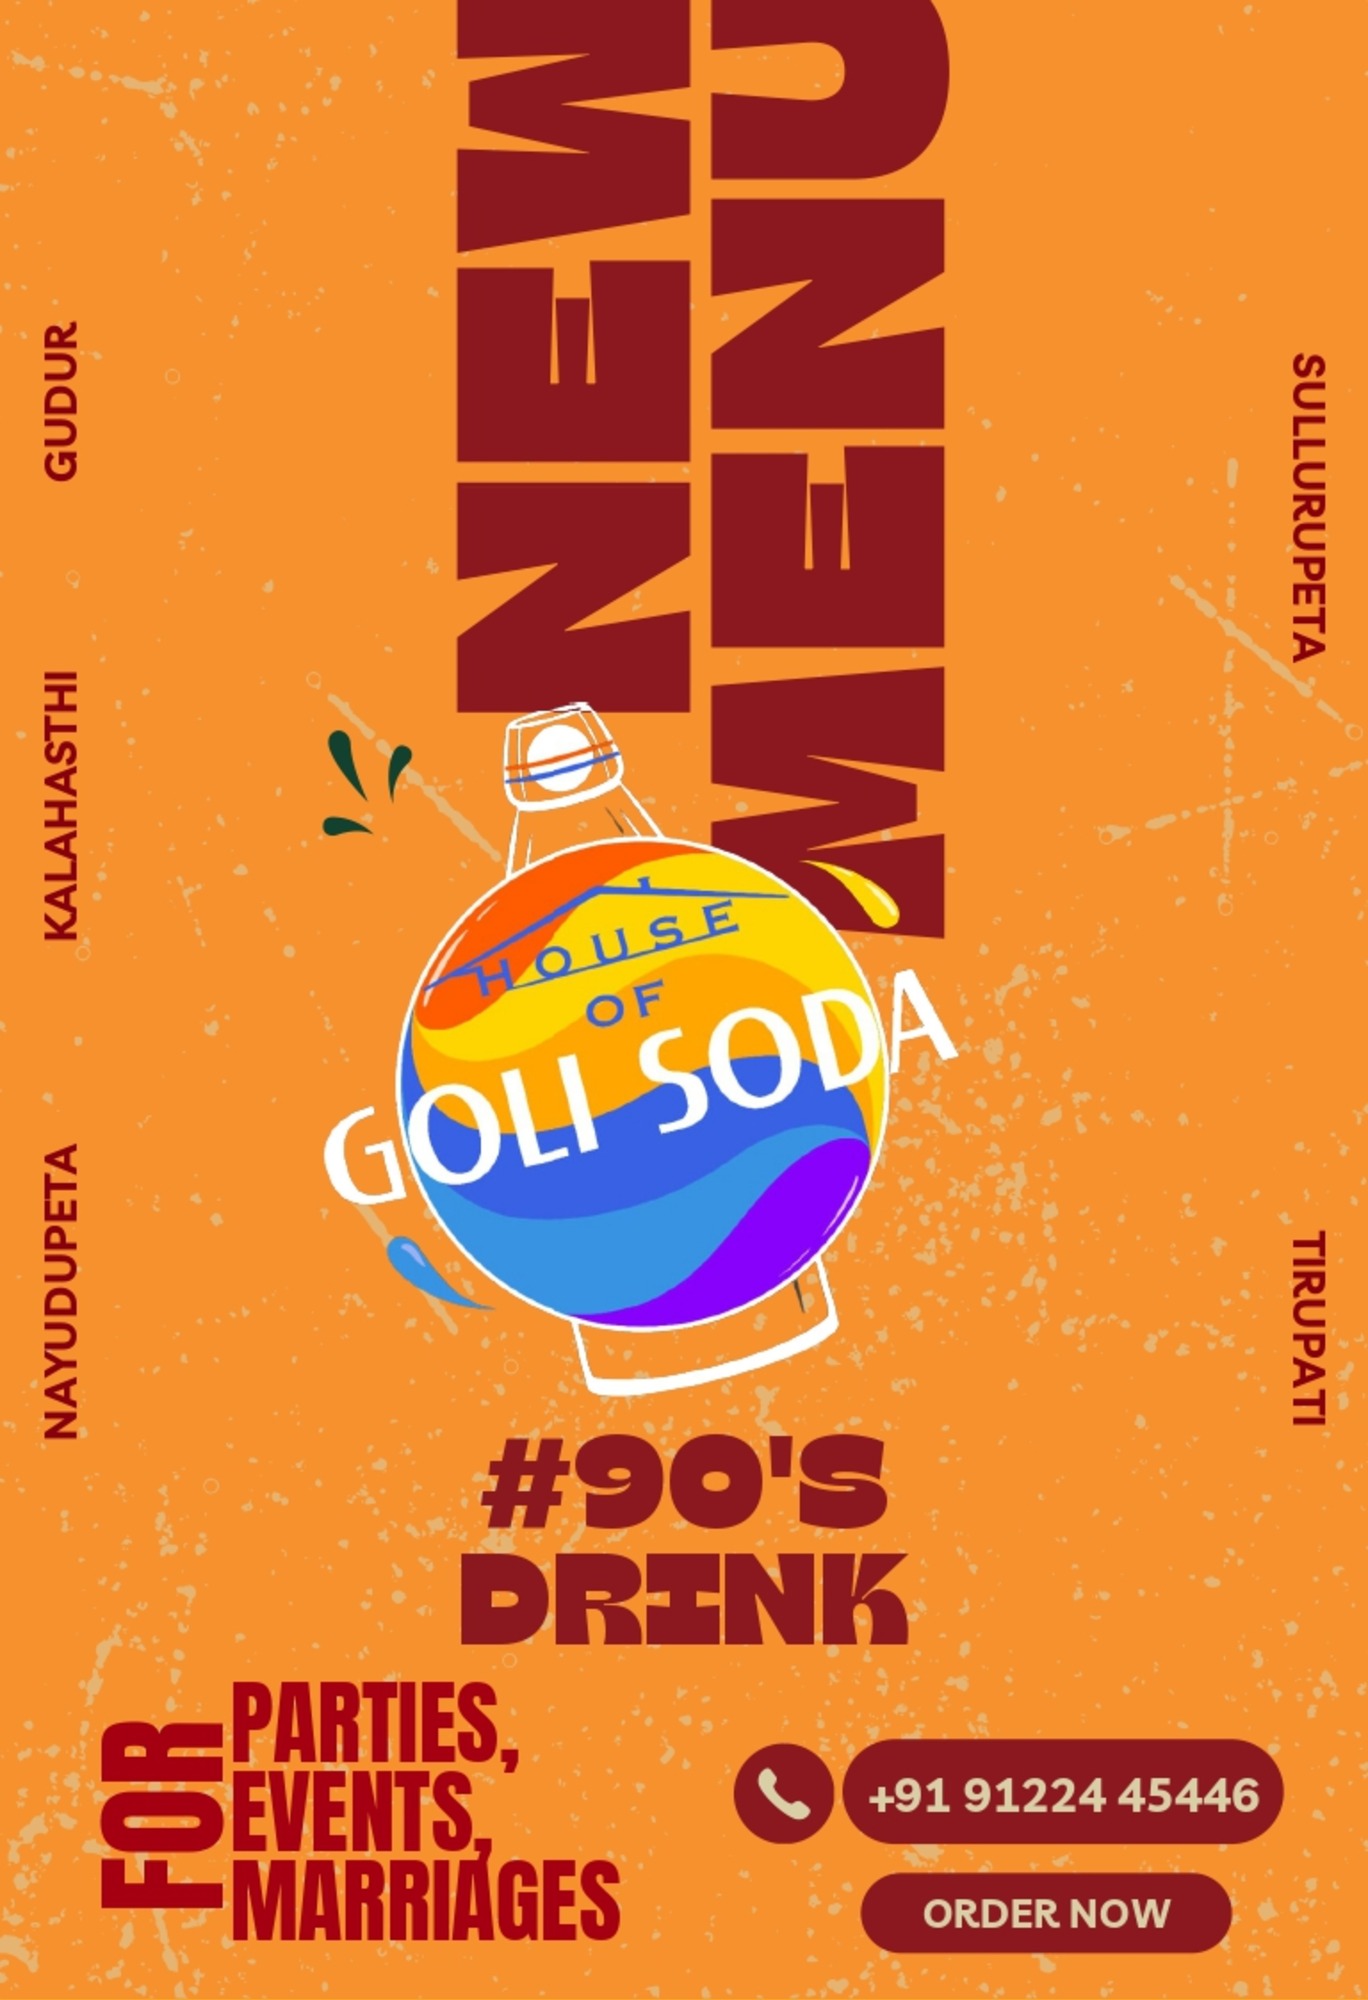 NEW
MENU
GUDUR
KALAHASTHI
NAYUDUPETA
SULLURUPETA
TIRUPATI
HOUSE
OF
GOLI SODA
#90'S
DRINK
FOR
PARTIES,
EVENTS,
MARRIAGES
+91 91224 45446
ORDER NOW